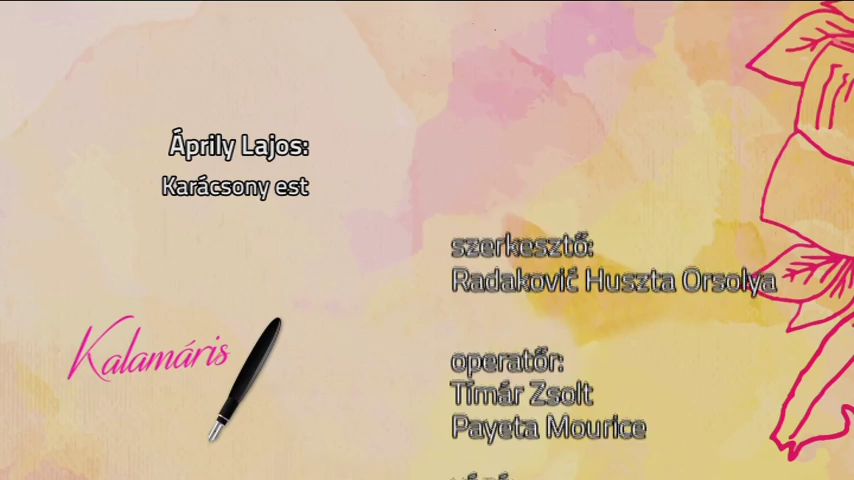 Áprily Lajos:
Karácsony est
Kalamáris
szerkesztő:
Radaković Huszta Orsolya
operatőr:
Tímár Zsolt
Payeta Mourice